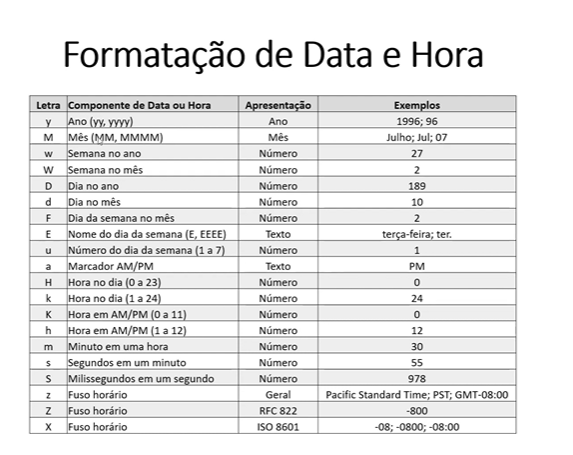 Formatação de Data e Hora
Letra Componente de Data ou Hora Apresentação Exemplos
y Ano (yy, yyyy) Ano 1996; 96
M Mês (MM, MMMM) Mês Julho; Jul; 07
w Semana no ano Número 27
W Semana no mês Número 2
D Dia no ano Número 189
d Dia no mês Número 10
F Dia da semana no mês Número 2
E Nome do dia da semana (E, EEEE) Texto terça-feira; ter.
u Número do dia da semana (1 a 7) Número 1
a Marcador AM/PM Texto PM
H Hora no dia (0 a 23) Número 0
k Hora no dia (1 a 24) Número 24
K Hora em AM/PM (0 a 11) Número 0
h Hora em AM/PM (1 a 12) Número 12
m Minuto em uma hora Número 30
s Segundos em um minuto Número 55
S Milissegundos em um segundo Número 978
z Fuso horário Geral Pacific Standard Time; PST; GMT-08:00
Z Fuso horário RFC 822 -800
X Fuso horário ISO 8601 -08; -0800; -08:00